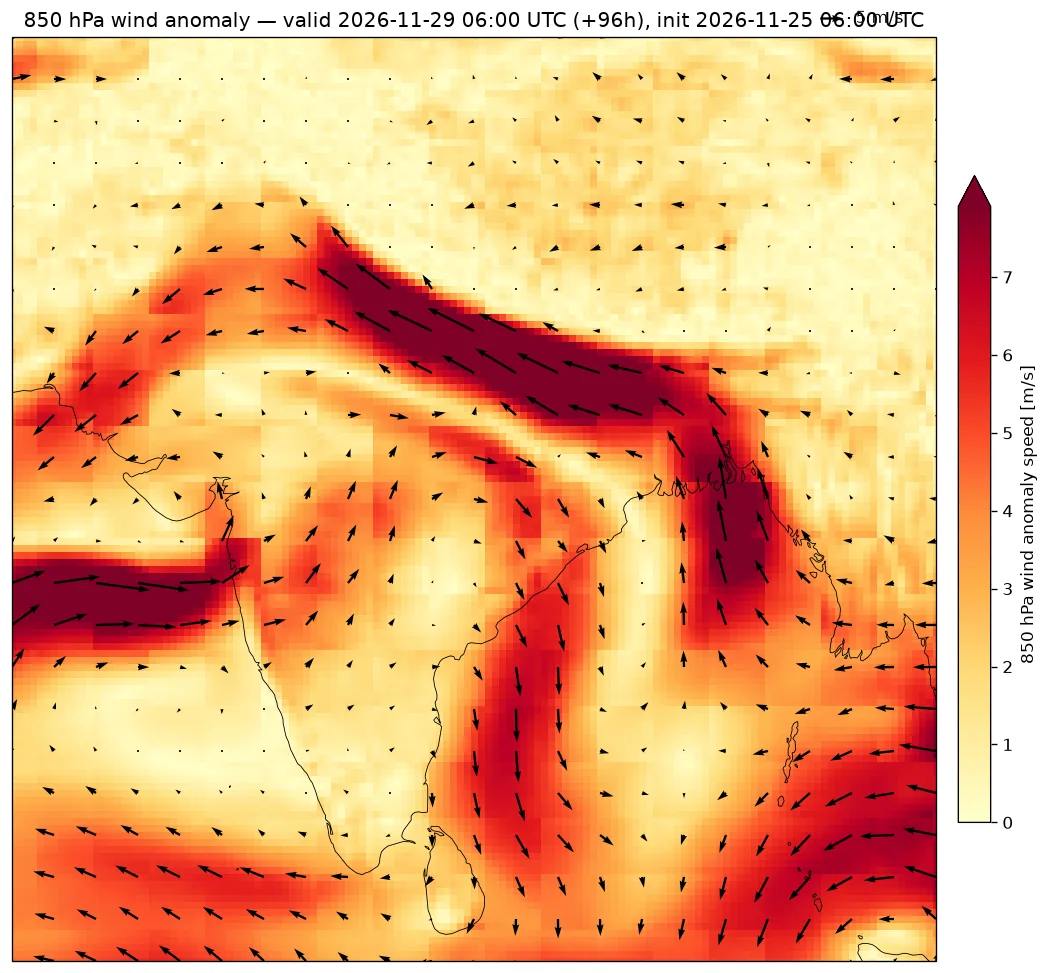 850 hPa wind anomaly — valid 2026-11-29 06:00 UTC (+96h), init 2026-11-25 06:00 UTC
5 m/s
7
6
5
4
3
2
1
0
850 hPa wind anomaly speed [m/s]